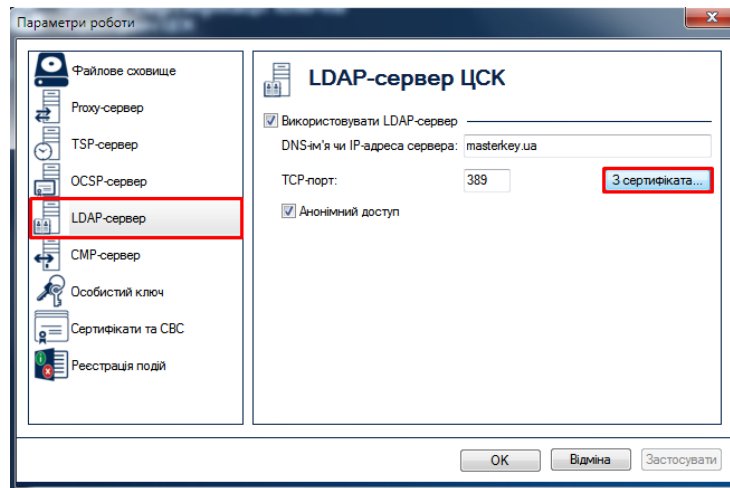 Параметри роботи
Файлове сховище
Proxy-сервер
TSP-сервер
OCSP-сервер
LDAP-сервер
CMP-сервер
Особистий ключ
Сертифікати та СВС
Реєстрація подій
LDAP-сервер ЦСК
Використовувати LDAP-сервер
DNS-ім'я чи IP-адреса сервера: masterkey.ua
TCP-порт: 389 З сертифіката...
Анонімний доступ
OK Відміна Застосувати